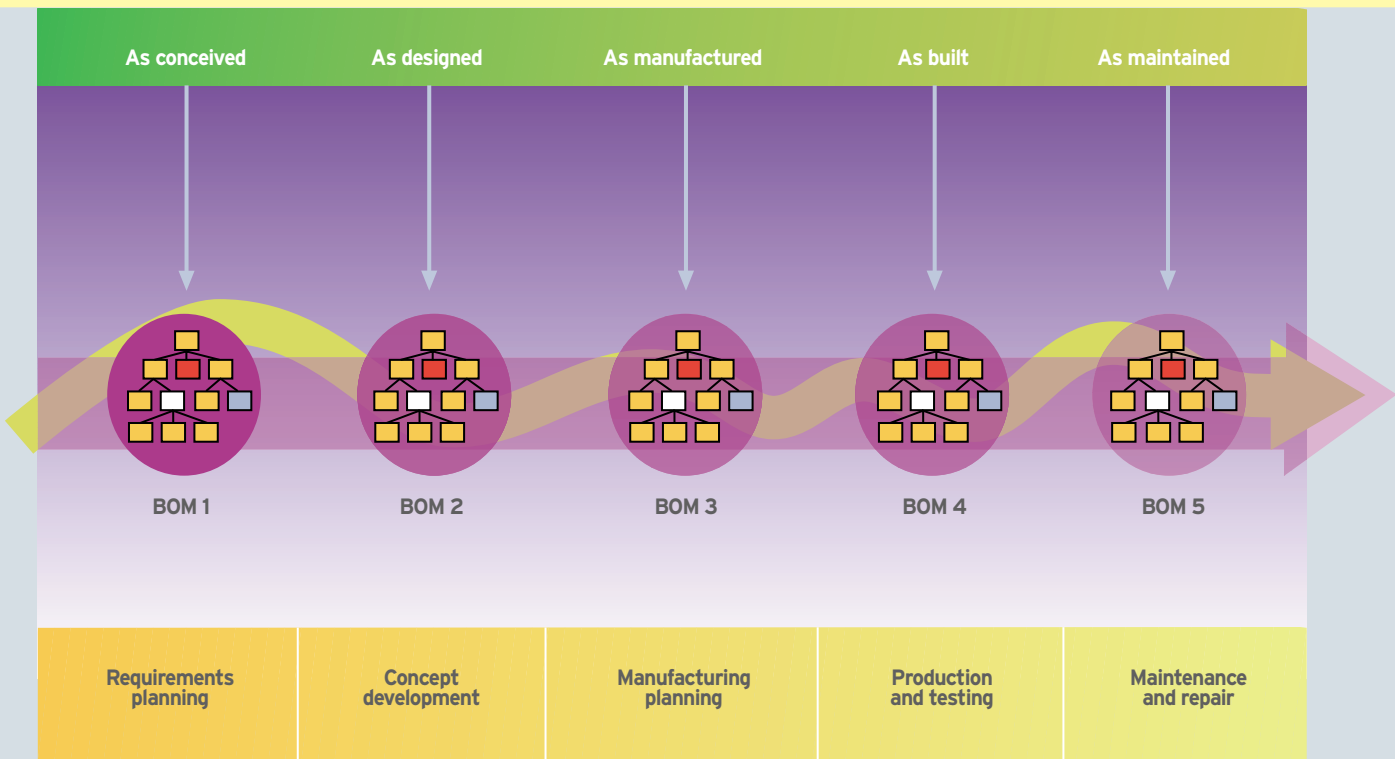 As conceived
As designed
As manufactured
As built
As maintained
BOM 1
BOM 2
BOM 3
BOM 4
BOM 5
Requirements
planning
Concept
development
Manufacturing
planning
Production
and testing
Maintenance
and repair